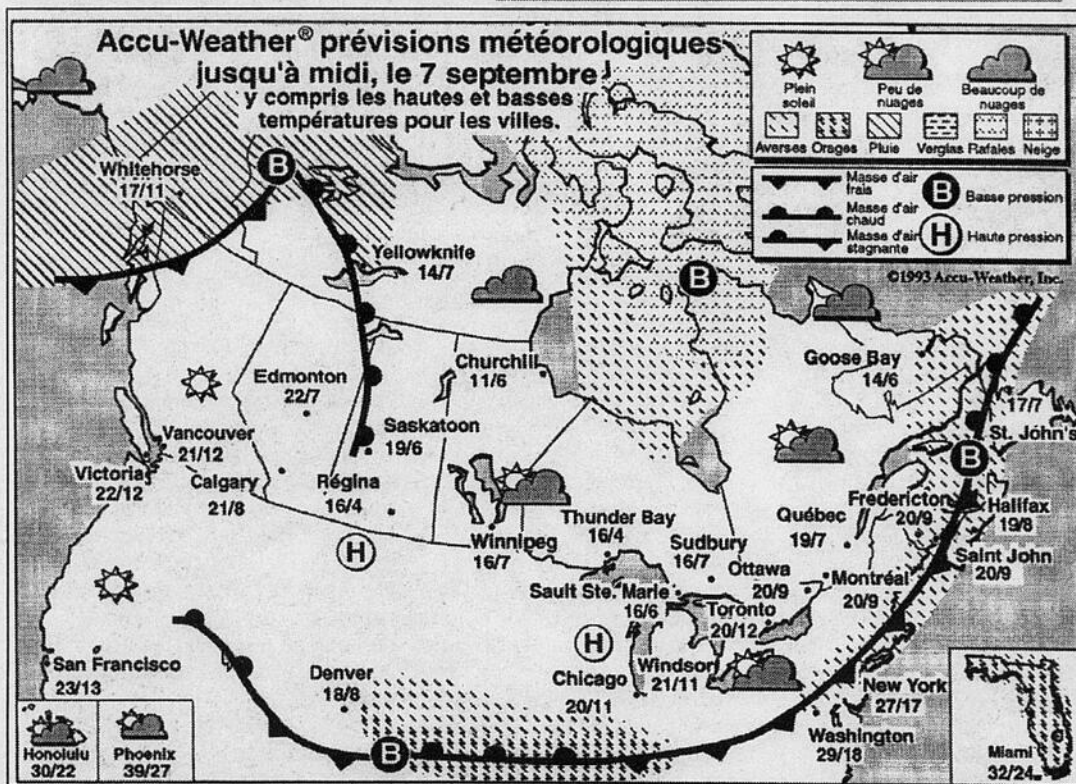 Accu-Weather® prévisions météorologiques
jusqu'à midi, le 7 septembre
y compris les hautes et basses
températures pour les villes.
Plein
soleil
Peu de
nuages
Beaucoup de
nuages
Averses Orages Pluie Verglas Rafales Neige
Masse d'air
frais
Masse d'air
chaud
Masse d'air
stagnante
B
Basse pression
H
Haute pression
©1993 Accu-Weather, Inc.
Whitehorse
17/11
B
Yellowknife
14/7
B
Goose Bay
14/6
Churchill
11/6
Edmonton
22/7
Saskatoon
19/6
17/7
St. John's
Vancouver
21/12
Victoria
22/12
Calgary
21/8
Régina
16/4
B
Winnipeg
16/7
Thunder Bay
16/4
Sudbury
16/7
Québec
19/7
Fredericton
20/9
Halifax
19/8
H
Sault Ste. Marie
16/6
Ottawa
20/9
Montréal
20/9
Saint John
20/9
Toronto
20/12
H
San Francisco
23/13
Denver
18/8
Chicago
20/11
Windsor
21/11
New York
27/17
Washington
29/18
B
Honolulu
30/22
Phoenix
39/27
Miami
32/24